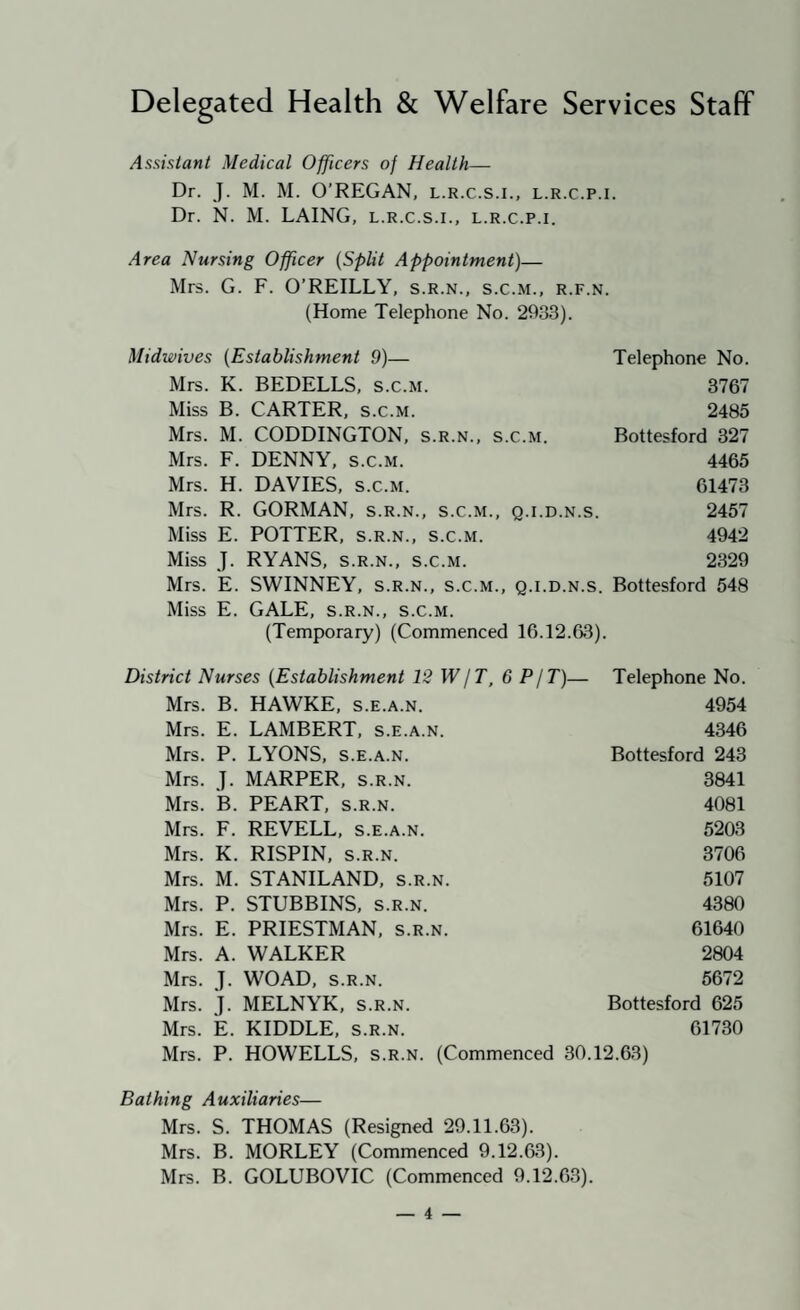 Delegated Health & Welfare Services Staff
Assistant Medical Officers of Health—
Dr. J. M. M. O'REGAN, L.R.C.S.I., L.R.C.P.I.
Dr. N. M. LAING, L.R.C.S.I., L.R.C.P.I.
Area Nursing Officer (Split Appointment)—
Mrs. G. F. O'REILLY, S.R.N., S.C.M., R.F.N.
(Home Telephone No. 2933).
Midwives (Establishment 9)— Telephone No.
Mrs. K. BEDELLS, S.C.M. 3767
Miss B. CARTER, S.C.M. 2485
Mrs. M. CODDINGTON, S.R.N., S.C.M. Bottesford 327
Mrs. F. DENNY, S.C.M. 4465
Mrs. H. DAVIES, S.C.M. 61473
Mrs. R. GORMAN, S.R.N., S.C.M., Q.I.D.N.S. 2457
Miss E. POTTER, S.R.N., S.C.M. 4942
Miss J. RYANS, S.R.N., S.C.M. 2329
Mrs. E. SWINNEY, S.R.N., S.C.M., Q.I.D.N.S. Bottesford 548
Miss E. GALE, S.R.N., S.C.M.
(Temporary) (Commenced 16.12.63).
District Nurses (Establishment 12 W/T, 6 P/T)— Telephone No.
Mrs. B. HAWKE, S.E.A.N. 4954
Mrs. E. LAMBERT, S.E.A.N. 4346
Mrs. P. LYONS, S.E.A.N. Bottesford 243
Mrs. J. MARPER, S.R.N. 3841
Mrs. B. PEART, S.R.N. 4081
Mrs. F. REVELL, S.E.A.N. 5203
Mrs. K. RISPIN, S.R.N. 3706
Mrs. M. STANILAND, S.R.N. 5107
Mrs. P. STUBBINS, S.R.N. 4380
Mrs. E. PRIESTMAN, S.R.N. 61640
Mrs. A. WALKER 2804
Mrs. J. WOAD, S.R.N. 5672
Mrs. J. MELNYK, S.R.N. Bottesford 625
Mrs. E. KIDDLE, S.R.N. 61730
Mrs. P. HOWELLS, S.R.N. (Commenced 30.12.63)
Bathing Auxiliaries—
Mrs. S. THOMAS (Resigned 29.11.63).
Mrs. B. MORLEY (Commenced 9.12.63).
Mrs. B. GOLUBOVIC (Commenced 9.12.63).
— 4 —